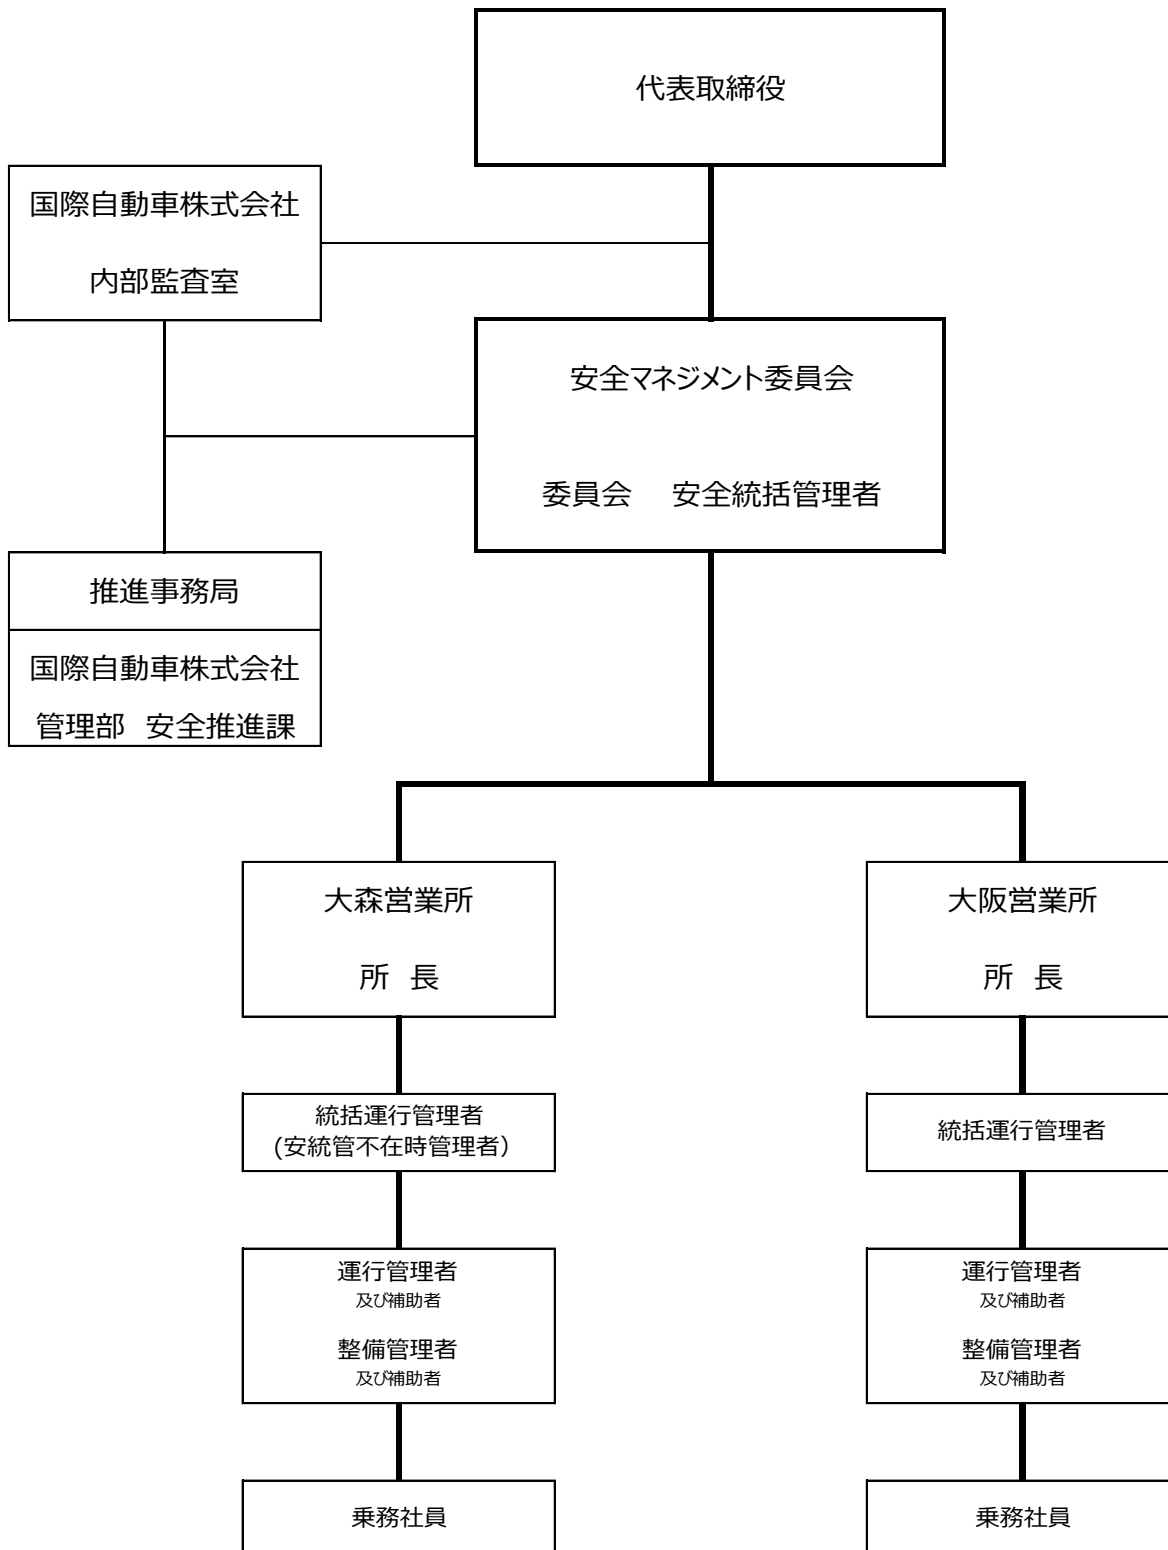 代表取締役
国際自動車株式会社
内部監査室
安全マネジメント委員会
委員会　安全統括管理者
推進事務局
国際自動車株式会社
管理部　安全推進課
大森営業所
所　長
大阪営業所
所　長
統括運行管理者
(安統管不在時管理者）
統括運行管理者
運行管理者
及び補助者
整備管理者
及び補助者
運行管理者
及び補助者
整備管理者
及び補助者
乗務社員
乗務社員